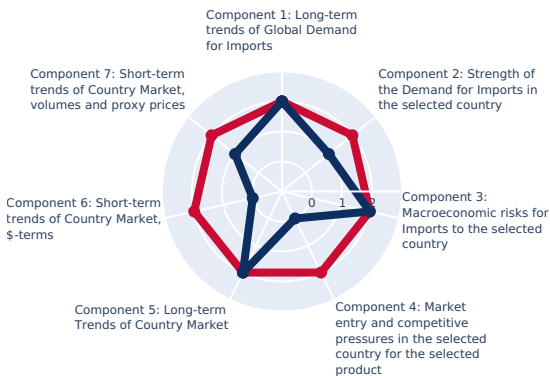 Component 1: Long-term
trends of Global Demand
for Imports
Component 7: Short-term
trends of Country Market,
volumes and proxy prices
Component 2: Strength of
the Demand for Imports in
the selected country
Component 6: Short-term
trends of Country Market,
$-terms
0 1 2
Component 3:
Macroeconomic risks for
Imports to the selected
country
Component 5: Long-term
Trends of Country Market
Component 4: Market
entry and competitive
pressures in the selected
country for the selected
product